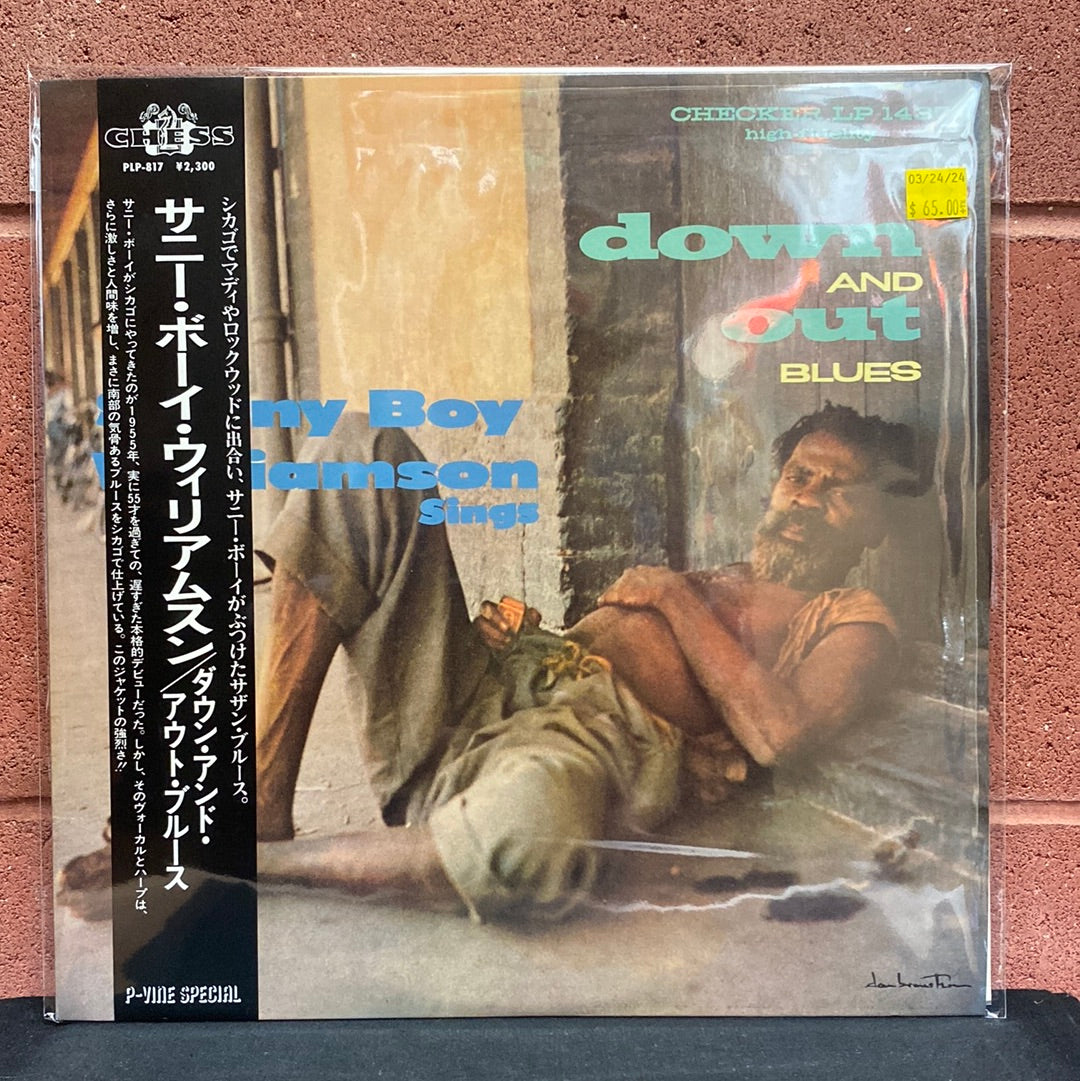 CHESS
PLP-817 ¥2,300
シカゴでマディやロックウッドに出合い、サニー・ボーイがぶつけたサザン・ブルース。
サニー・ボーイ・ウィリアムスン/ダウン・アンド・アウト・ブルース
サニー・ボーイがシカゴにやってきたのが1955年、実に55才を過ぎての、遅すぎた本格的デビューだった。しかし、そのヴォーカルとハープは、
さらに激しさと人間味を増し、まさに南部の気骨あるブルースをシカゴで仕上げている。このジャケットの強烈さ!!
P-VINE SPECIAL
CHECKER LP 143
high-fidelity
03/24/24
$ 65.00
down
AND
out
BLUES
ny Boy
iamson
Sings